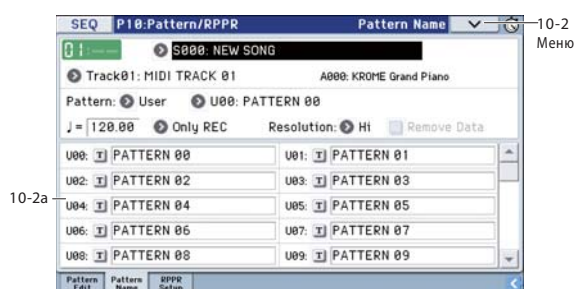 SEQ P10:Pattern/RPPR Pattern Name 10-2
Меню
01:--- S000: NEW SONG
Track01: MIDI TRACK 01 A000: KROME Grand Piano
Pattern: User U00: PATTERN 00
♩= 120.00 Only REC Resolution: Hi Remove Data
U00: T PATTERN 00 U01: T PATTERN 01
U02: T PATTERN 02 U03: T PATTERN 03
10-2a U04: T PATTERN 04 U05: T PATTERN 05
U06: T PATTERN 06 U07: T PATTERN 07
U08: T PATTERN 08 U09: T PATTERN 09
Pattern Edit Pattern Name RPPR Setup